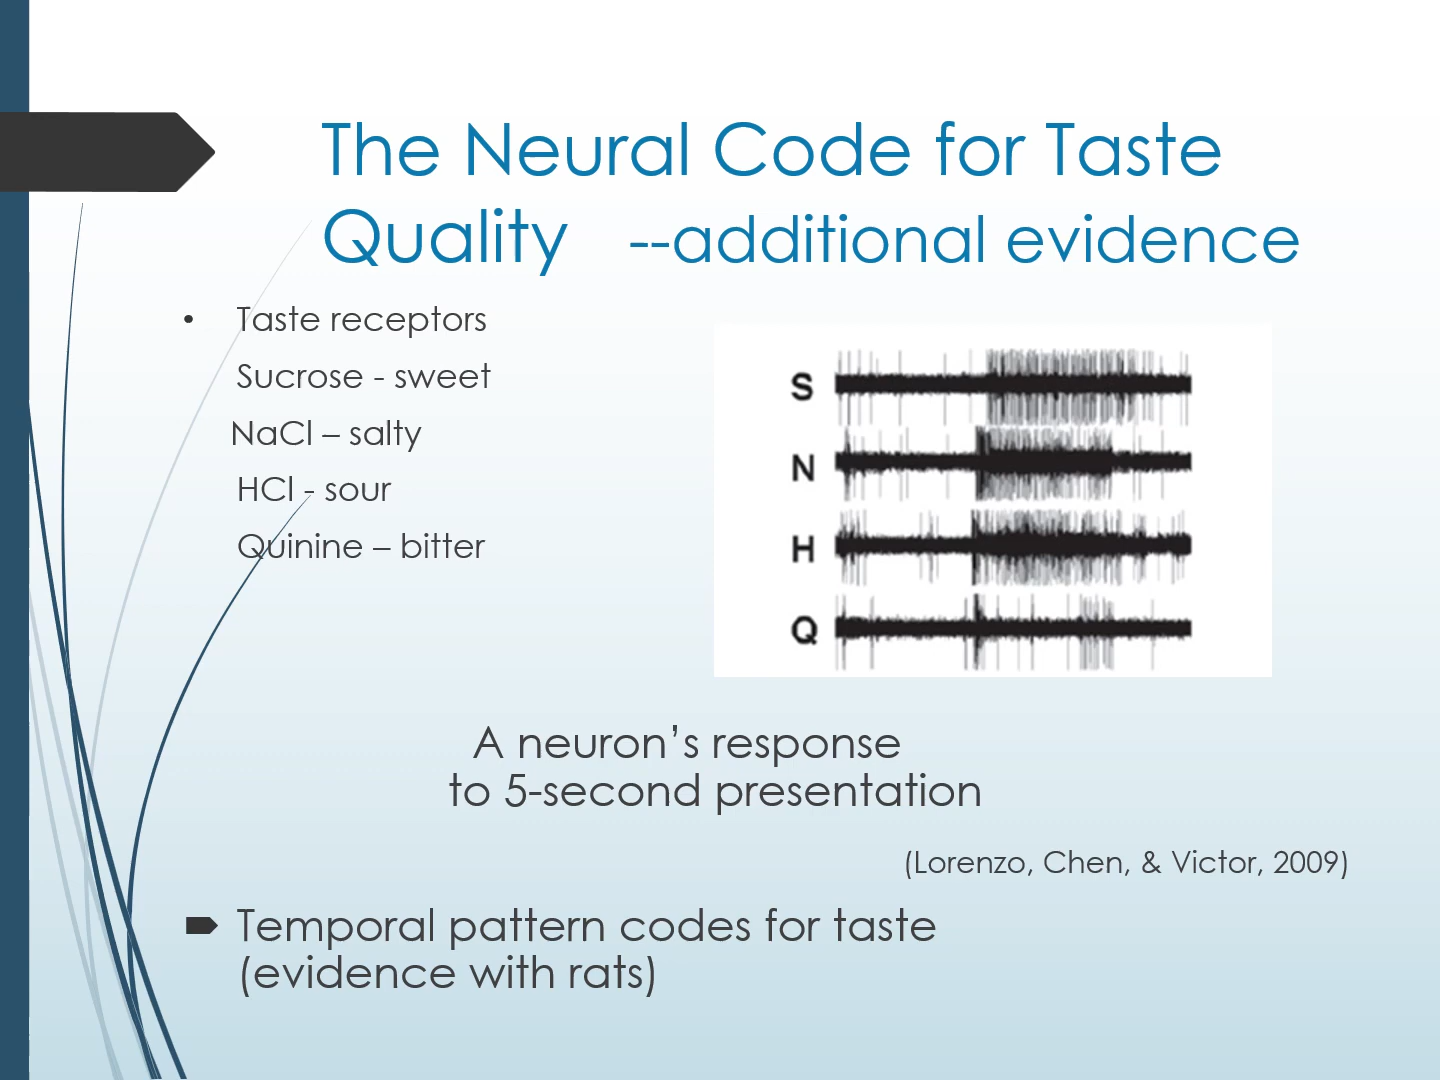 The Neural Code for Taste
Quality --additional evidence
• Taste receptors
Sucrose - sweet
NaCl – salty
HCl - sour
Quinine – bitter
S
N
H
Q
A neuron’s response
to 5-second presentation
(Lorenzo, Chen, & Victor, 2009)
Temporal pattern codes for taste
(evidence with rats)